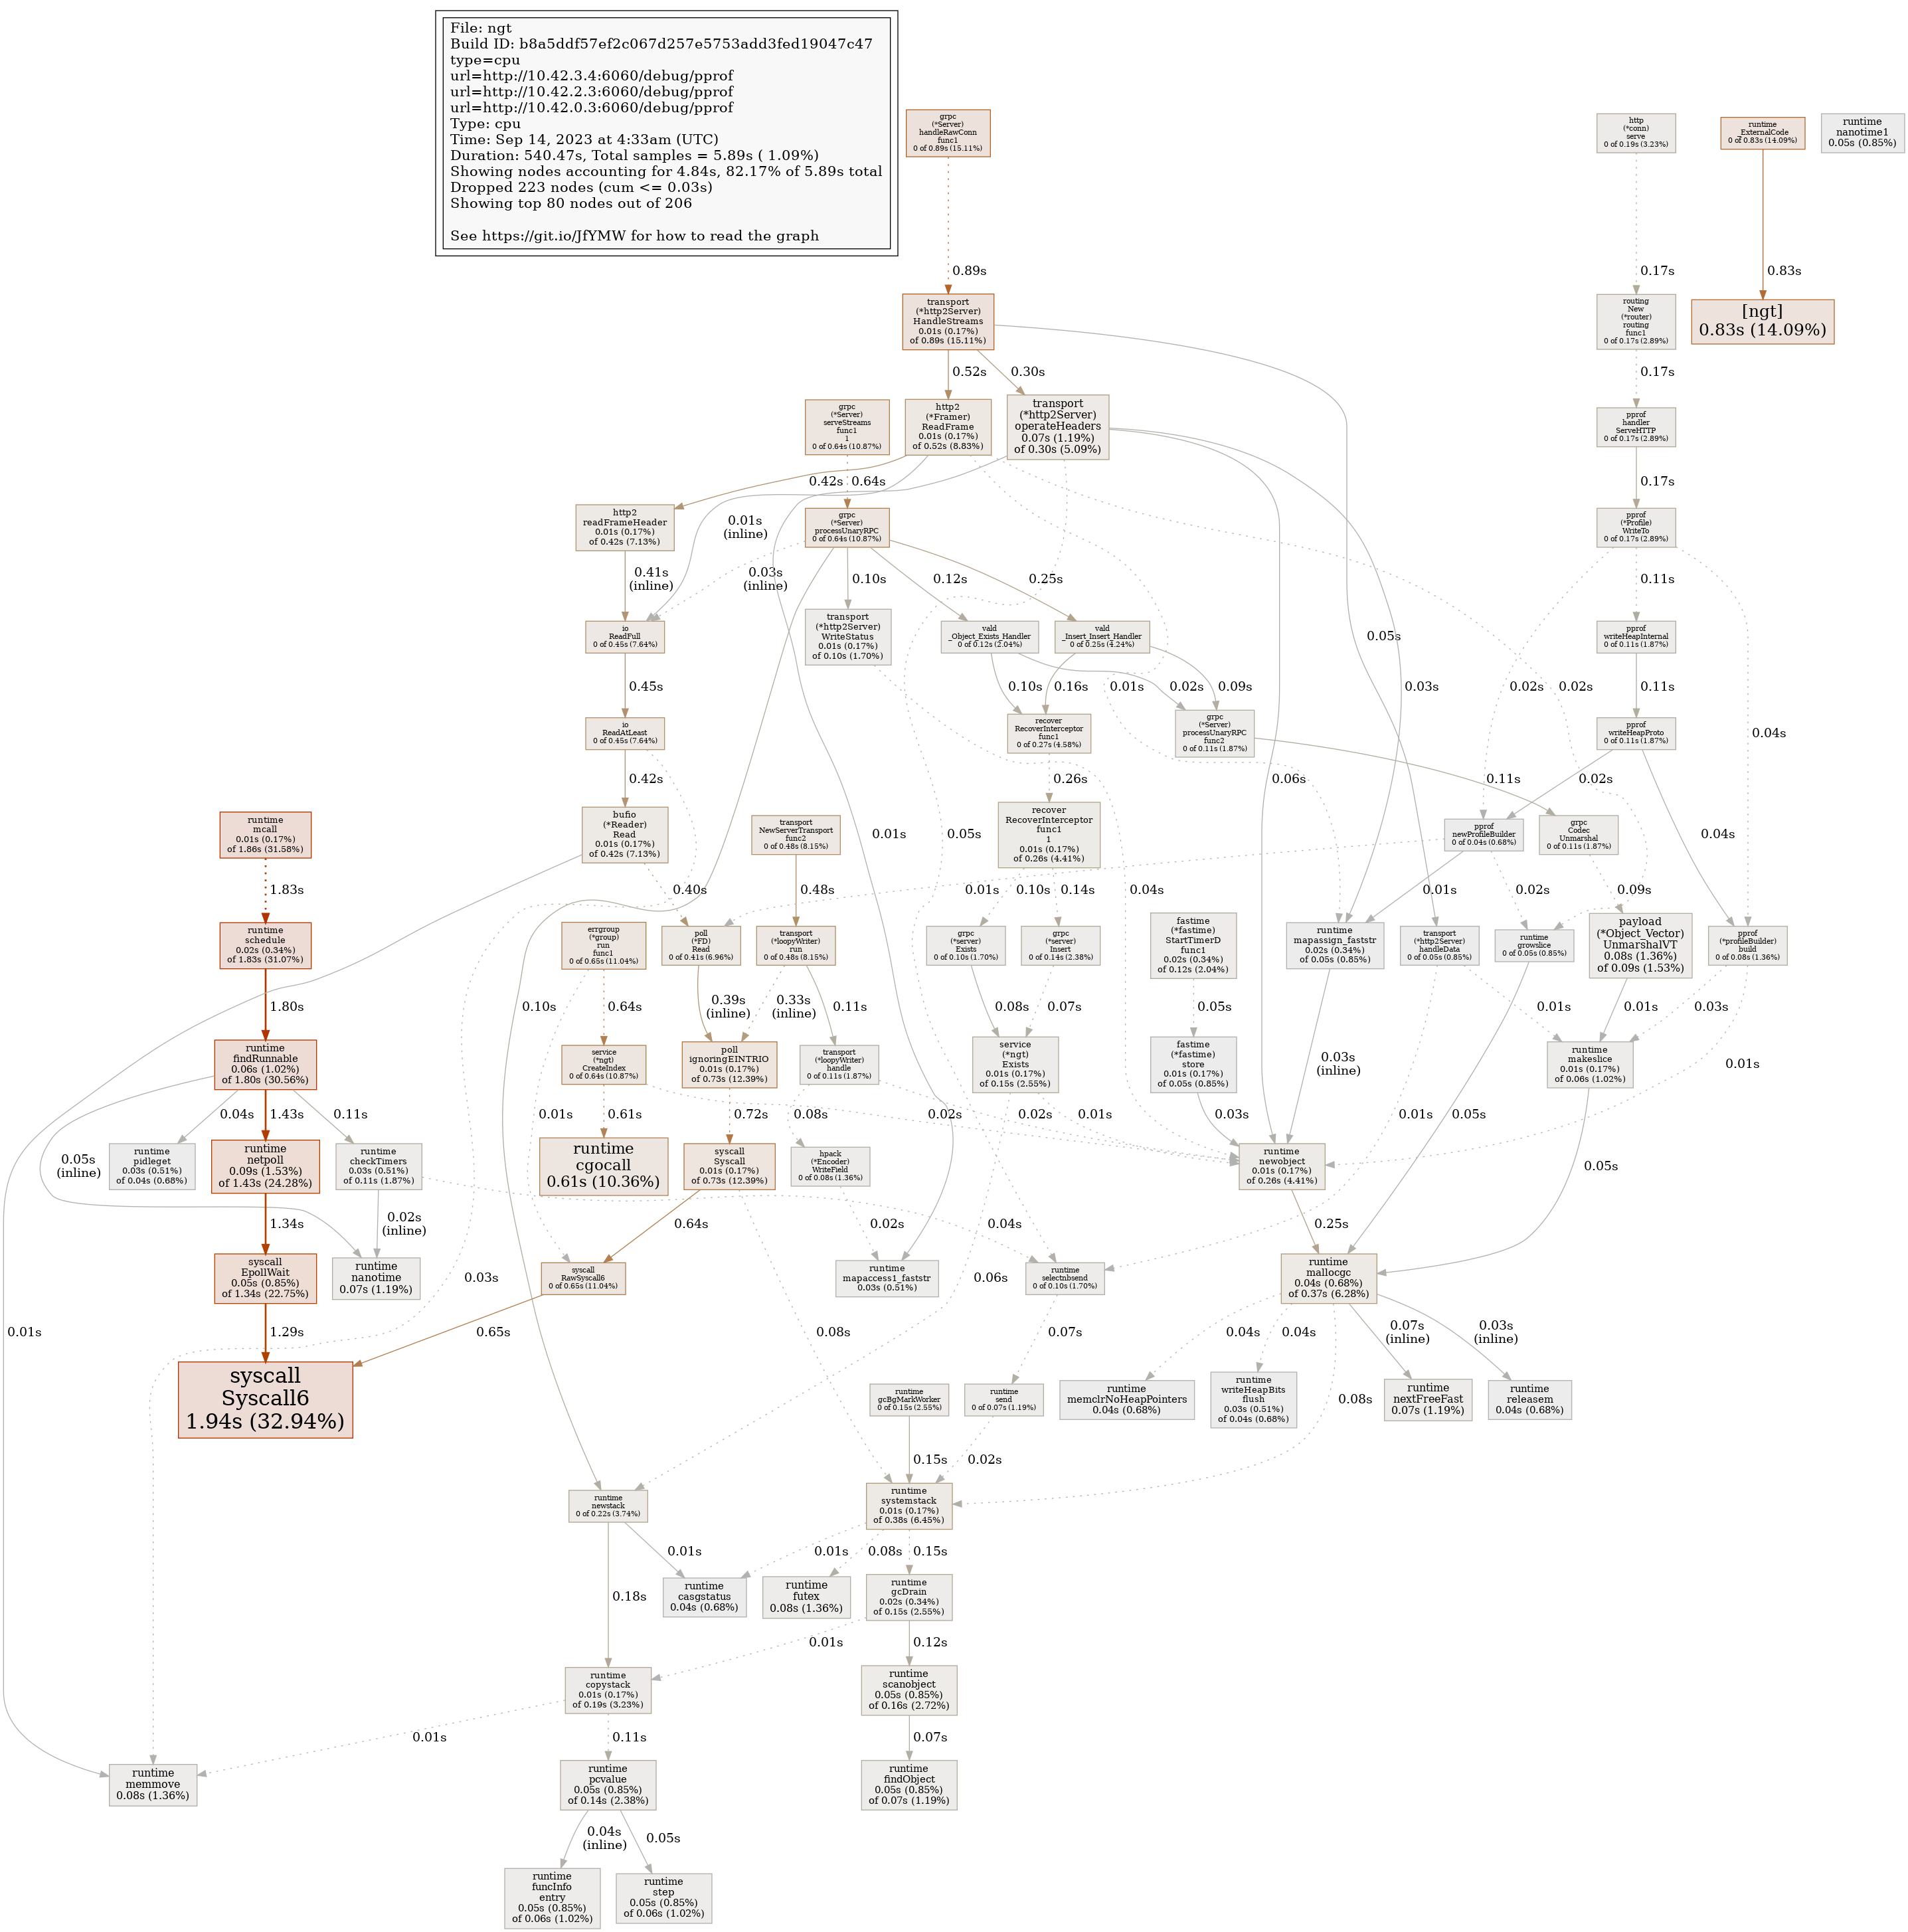 File: ngt
Build ID: b8a5ddf57ef2c067d257e5753add3fed19047c47
type=cpu
url=http://10.42.3.4:6060/debug/pprof
url=http://10.42.2.3:6060/debug/pprof
url=http://10.42.0.3:6060/debug/pprof
Type: cpu
Time: Sep 14, 2023 at 4:33am (UTC)
Duration: 540.47s, Total samples = 5.89s ( 1.09%)
Showing nodes accounting for 4.84s, 82.17% of 5.89s total
Dropped 223 nodes (cum <= 0.03s)
Showing top 80 nodes out of 206
See https://git.io/JfYMW for how to read the graph
grpc
(*Server)
handleRawConn
func1
0 of 0.89s (15.11%)
http
(*conn)
serve
0 of 0.19s (3.23%)
runtime
_ExternalCode
0 of 0.83s (14.09%)
runtime
nanotime1
0.05s (0.85%)
0.89s
0.17s
0.83s
transport
(*http2Server)
HandleStreams
0.01s (0.17%)
of 0.89s (15.11%)
routing
New
(*router)
routing
func1
0 of 0.17s (2.89%)
[ngt]
0.83s (14.09%)
0.52s
0.30s
0.17s
grpc
(*Server)
serveStreams
func1
1
0 of 0.64s (10.87%)
http2
(*Framer)
ReadFrame
0.01s (0.17%)
of 0.52s (8.83%)
transport
(*http2Server)
operateHeaders
0.07s (1.19%)
of 0.30s (5.09%)
pprof
handler
ServeHTTP
0 of 0.17s (2.89%)
0.42s
0.64s
0.17s
http2
readFrameHeader
0.01s (0.17%)
of 0.42s (7.13%)
0.01s
(inline)
grpc
(*Server)
processUnaryRPC
0 of 0.64s (10.87%)
pprof
(*Profile)
WriteTo
0 of 0.17s (2.89%)
0.41s
(inline)
0.03s
(inline)
0.10s
0.12s
0.25s
0.11s
io
ReadFull
0 of 0.45s (7.64%)
transport
(*http2Server)
WriteStatus
0.01s (0.17%)
of 0.10s (1.70%)
vald
_Object_Exists_Handler
0 of 0.12s (2.04%)
vald
_Insert_Insert_Handler
0 of 0.25s (4.24%)
0.05s
pprof
writeHeapInternal
0 of 0.11s (1.87%)
0.45s
0.10s
0.16s
0.01s
0.02s
0.09s
0.03s
0.02s
0.02s
0.11s
io
ReadAtLeast
0 of 0.45s (7.64%)
recover
RecoverInterceptor
func1
0 of 0.27s (4.58%)
grpc
(*Server)
processUnaryRPC
func2
0 of 0.11s (1.87%)
pprof
writeHeapProto
0 of 0.11s (1.87%)
0.04s
0.42s
0.26s
0.06s
0.11s
0.02s
runtime
mcall
0.01s (0.17%)
of 1.86s (31.58%)
bufio
(*Reader)
Read
0.01s (0.17%)
of 0.42s (7.13%)
transport
NewServerTransport
func2
0 of 0.48s (8.15%)
0.01s
0.05s
recover
RecoverInterceptor
func1
1
0.01s (0.17%)
of 0.26s (4.41%)
pprof
newProfileBuilder
0 of 0.04s (0.68%)
grpc
Codec
Unmarshal
0 of 0.11s (1.87%)
0.04s
1.83s
0.40s
0.48s
0.01s
0.10s
0.14s
0.04s
0.01s
0.02s
0.09s
runtime
schedule
0.02s (0.34%)
of 1.83s (31.07%)
errgroup
(*group)
run
func1
0 of 0.65s (11.04%)
poll
(*FD)
Read
0 of 0.41s (6.96%)
transport
(*loopyWriter)
run
0 of 0.48s (8.15%)
grpc
(*server)
Exists
0 of 0.10s (1.70%)
grpc
(*server)
Insert
0 of 0.14s (2.38%)
fastime
(*fastime)
StartTimerD
func1
0.02s (0.34%)
of 0.12s (2.04%)
runtime
mapassign_faststr
0.02s (0.34%)
of 0.05s (0.85%)
transport
(*http2Server)
handleData
0 of 0.05s (0.85%)
runtime
growslice
0 of 0.05s (0.85%)
payload
(*Object_Vector)
UnmarshalVT
0.08s (1.36%)
of 0.09s (1.53%)
pprof
(*profileBuilder)
build
0 of 0.08s (1.36%)
1.80s
0.10s
0.64s
0.39s
(inline)
0.33s
(inline)
0.11s
0.08s
0.07s
0.05s
0.01s
0.01s
0.03s
runtime
findRunnable
0.06s (1.02%)
of 1.80s (30.56%)
service
(*ngt)
CreateIndex
0 of 0.64s (10.87%)
poll
ignoringEINTRIO
0.01s (0.17%)
of 0.73s (12.39%)
transport
(*loopyWriter)
handle
0 of 0.11s (1.87%)
service
(*ngt)
Exists
0.01s (0.17%)
of 0.15s (2.55%)
fastime
(*fastime)
store
0.01s (0.17%)
of 0.05s (0.85%)
0.03s
(inline)
runtime
makeslice
0.01s (0.17%)
of 0.06s (1.02%)
0.01s
0.04s
1.43s
0.11s
0.01s
0.61s
0.72s
0.08s
0.02s
0.02s
0.01s
0.03s
0.05s
0.01s
0.05s
(inline)
runtime
pidleget
0.03s (0.51%)
of 0.04s (0.68%)
runtime
netpoll
0.09s (1.53%)
of 1.43s (24.28%)
runtime
checkTimers
0.03s (0.51%)
of 0.11s (1.87%)
runtime
cgocall
0.61s (10.36%)
syscall
Syscall
0.01s (0.17%)
of 0.73s (12.39%)
hpack
(*Encoder)
WriteField
0 of 0.08s (1.36%)
runtime
newobject
0.01s (0.17%)
of 0.26s (4.41%)
0.05s
1.34s
0.02s
(inline)
0.03s
0.64s
0.02s
0.04s
0.25s
syscall
EpollWait
0.05s (0.85%)
of 1.34s (22.75%)
runtime
nanotime
0.07s (1.19%)
syscall
RawSyscall6
0 of 0.65s (11.04%)
runtime
mapaccess1_faststr
0.03s (0.51%)
0.06s
runtime
selectnbsend
0 of 0.10s (1.70%)
runtime
mallocgc
0.04s (0.68%)
of 0.37s (6.28%)
0.01s
1.29s
0.65s
0.08s
0.07s
0.04s
0.04s
0.07s
(inline)
0.03s
(inline)
syscall
Syscall6
1.94s (32.94%)
runtime
gcBgMarkWorker
0 of 0.15s (2.55%)
runtime
send
0 of 0.07s (1.19%)
runtime
memclrNoHeapPointers
0.04s (0.68%)
runtime
writeHeapBits
flush
0.03s (0.51%)
of 0.04s (0.68%)
0.08s
runtime
nextFreeFast
0.07s (1.19%)
runtime
releasem
0.04s (0.68%)
0.15s
0.02s
runtime
newstack
0 of 0.22s (3.74%)
runtime
systemstack
0.01s (0.17%)
of 0.38s (6.45%)
0.18s
0.01s
0.01s
0.08s
0.15s
runtime
casgstatus
0.04s (0.68%)
runtime
futex
0.08s (1.36%)
runtime
gcDrain
0.02s (0.34%)
of 0.15s (2.55%)
0.01s
0.12s
runtime
copystack
0.01s (0.17%)
of 0.19s (3.23%)
runtime
scanobject
0.05s (0.85%)
of 0.16s (2.72%)
0.01s
0.11s
0.07s
runtime
memmove
0.08s (1.36%)
runtime
pcvalue
0.05s (0.85%)
of 0.14s (2.38%)
runtime
findObject
0.05s (0.85%)
of 0.07s (1.19%)
0.04s
(inline)
0.05s
runtime
funcInfo
entry
0.05s (0.85%)
of 0.06s (1.02%)
runtime
step
0.05s (0.85%)
of 0.06s (1.02%)